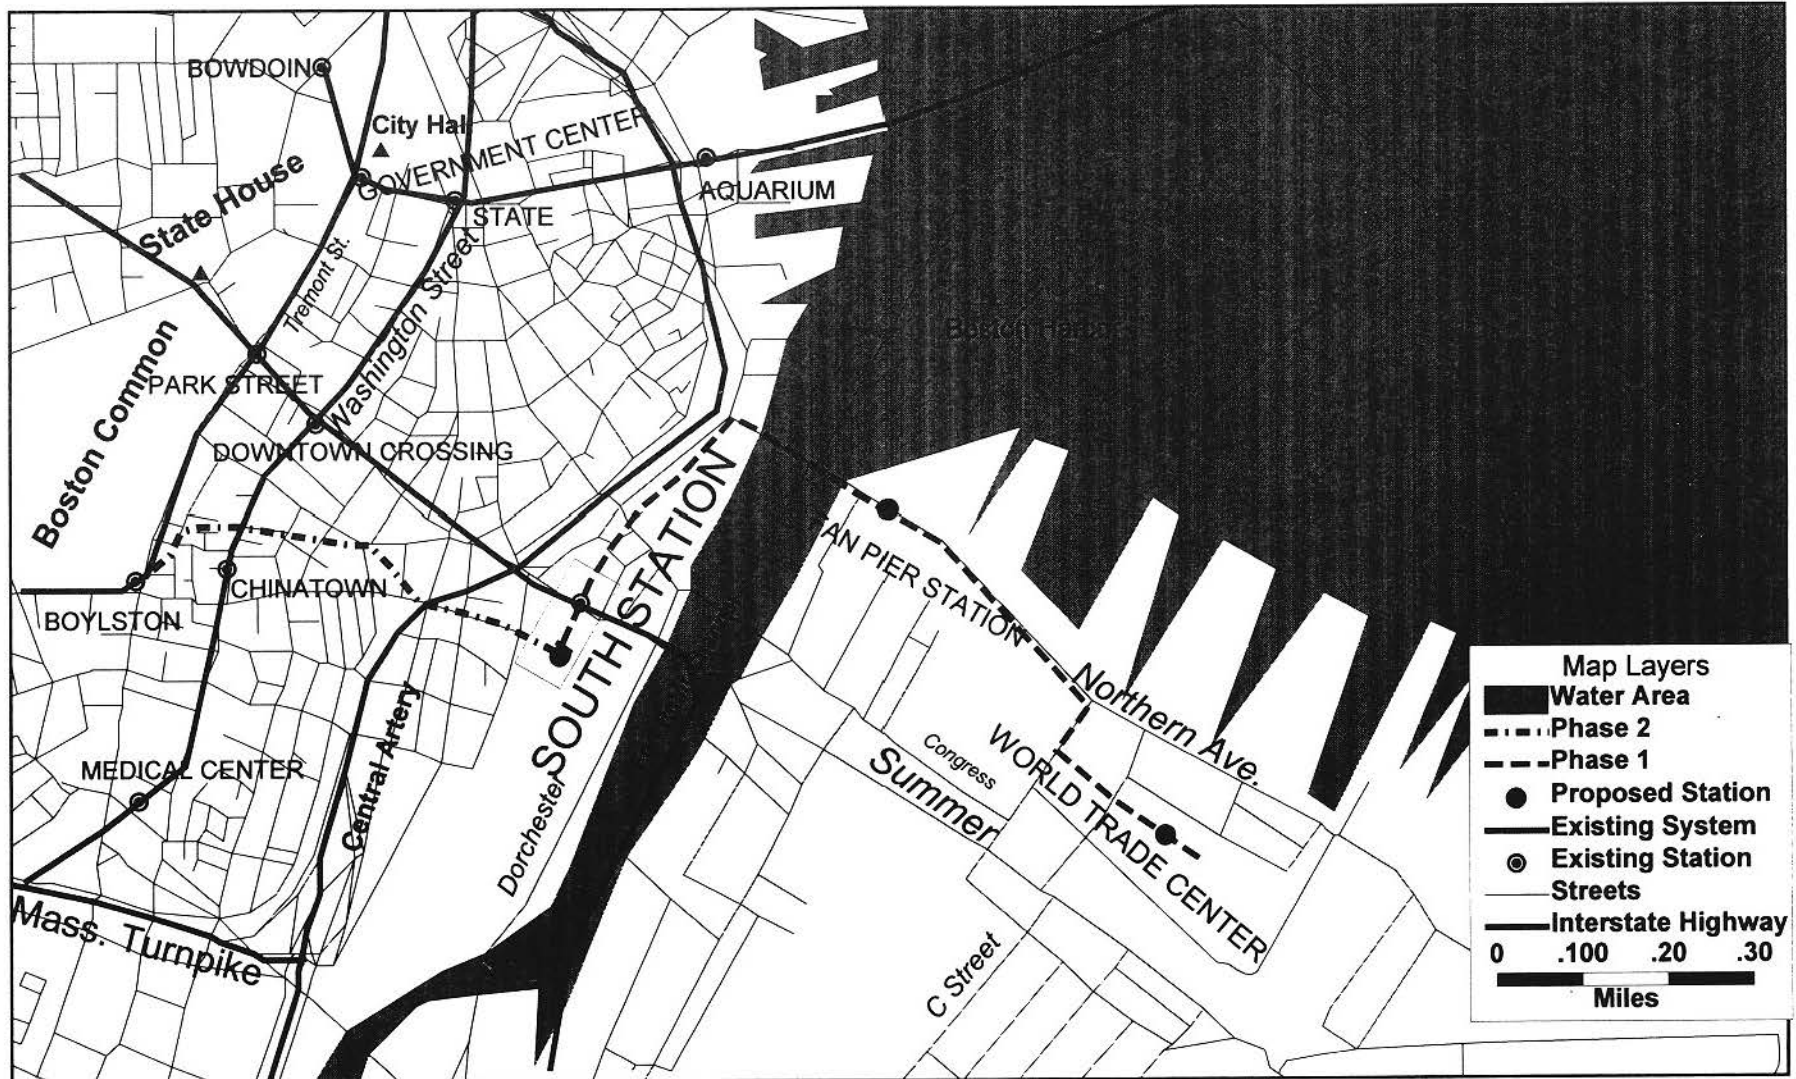 BOWDOIN
City Hal
GOVERNMENT CENTER
State House
AQUARIUM
STATE
Tremont St.
Washington Street
Boston Harbor
Boston Common
PARK STREET
DOWNTOWN CROSSING
SOUTH STATION
AN PIER STATION
CHINATOWN
BOYLSTON
Northern Ave.
WORLD TRADE CENTER
Congress
Summer
Central Artery
MEDICAL CENTER
Dorchester
Mass. Turnpike
C Street
Map Layers
Water Area
Phase 2
Phase 1
Proposed Station
Existing System
Existing Station
Streets
Interstate Highway
0 .100 .20 .30
Miles